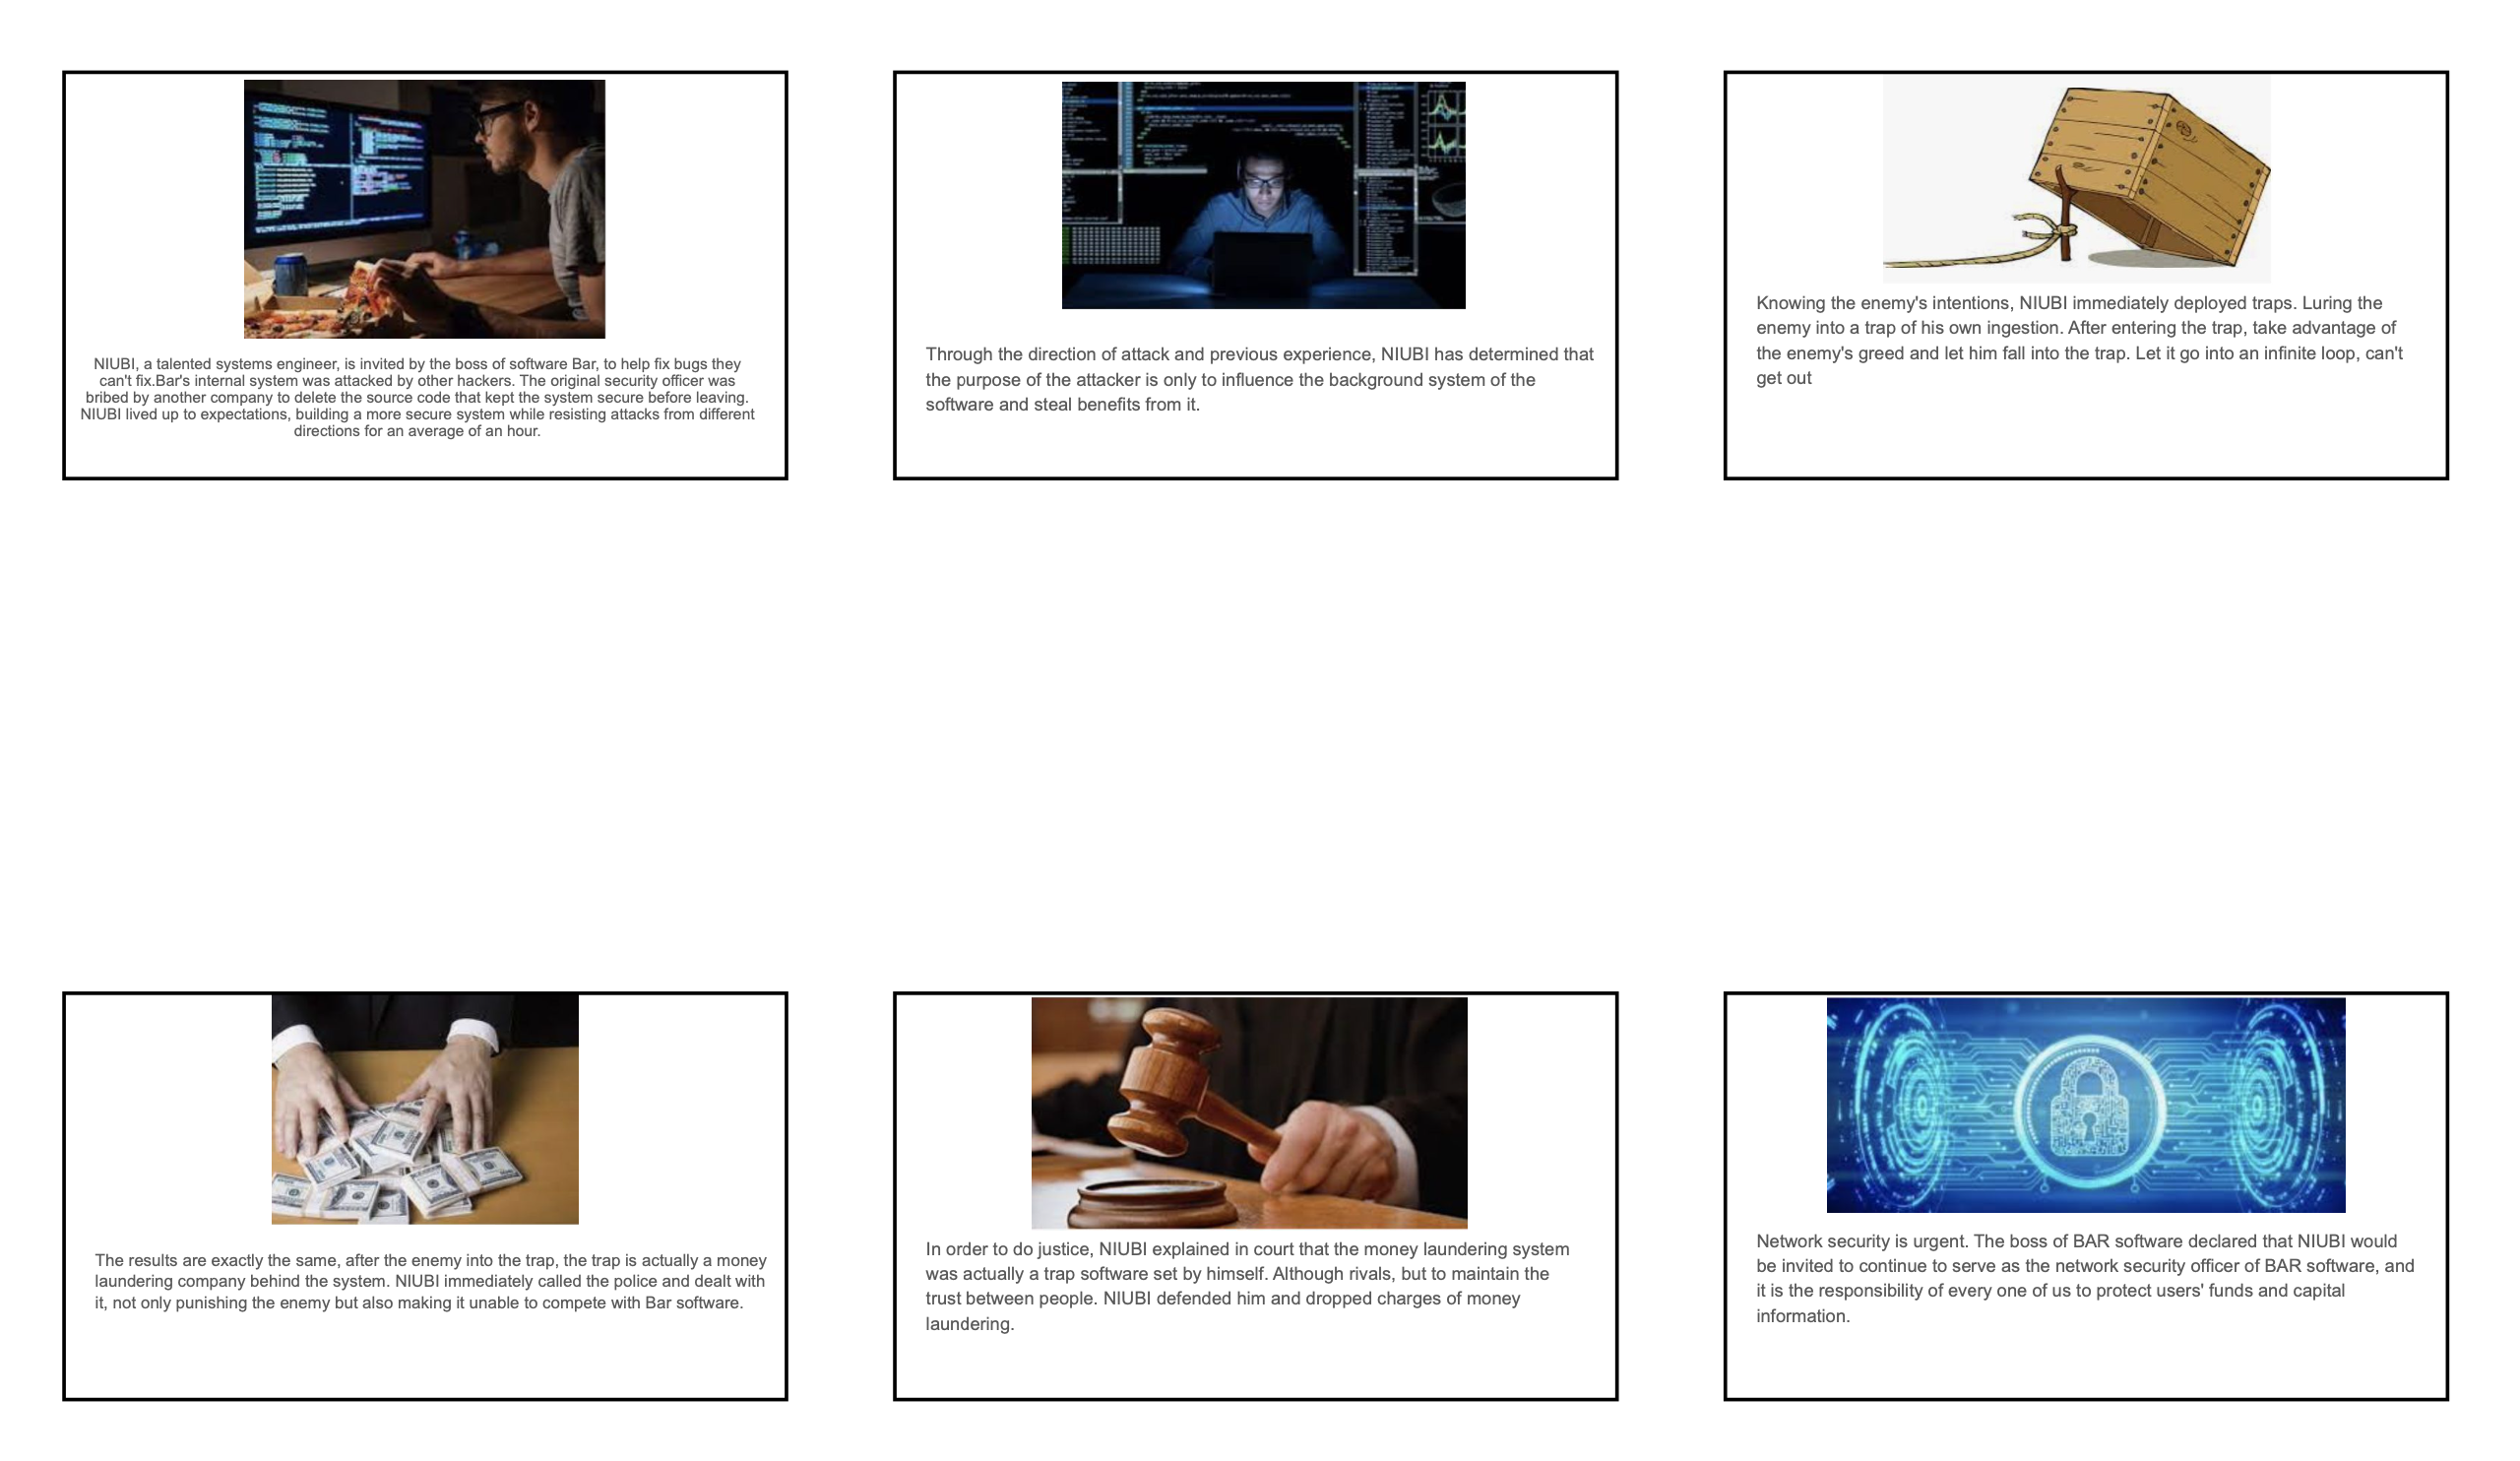 NIUBI, a talented systems engineer, is invited by the boss of software Bar, to help fix bugs they
can't fix.Bar's internal system was attacked by other hackers. The original security officer was
bribed by another company to delete the source code that kept the system secure before leaving.
NIUBI lived up to expectations, building a more secure system while resisting attacks from different
directions for an average of an hour.
Through the direction of attack and previous experience, NIUBI has determined that
the purpose of the attacker is only to influence the background system of the
software and steal benefits from it.
Knowing the enemy's intentions, NIUBI immediately deployed traps. Luring the
enemy into a trap of his own ingestion. After entering the trap, take advantage of
the enemy's greed and let him fall into the trap. Let it go into an infinite loop, can't
get out
The results are exactly the same, after the enemy into the trap, the trap is actually a money
laundering company behind the system. NIUBI immediately called the police and dealt with
it, not only punishing the enemy but also making it unable to compete with Bar software.
In order to do justice, NIUBI explained in court that the money laundering system
was actually a trap software set by himself. Although rivals, but to maintain the
trust between people. NIUBI defended him and dropped charges of money
laundering.
Network security is urgent. The boss of BAR software declared that NIUBI would
be invited to continue to serve as the network security officer of BAR software, and
it is the responsibility of every one of us to protect users' funds and capital
information.